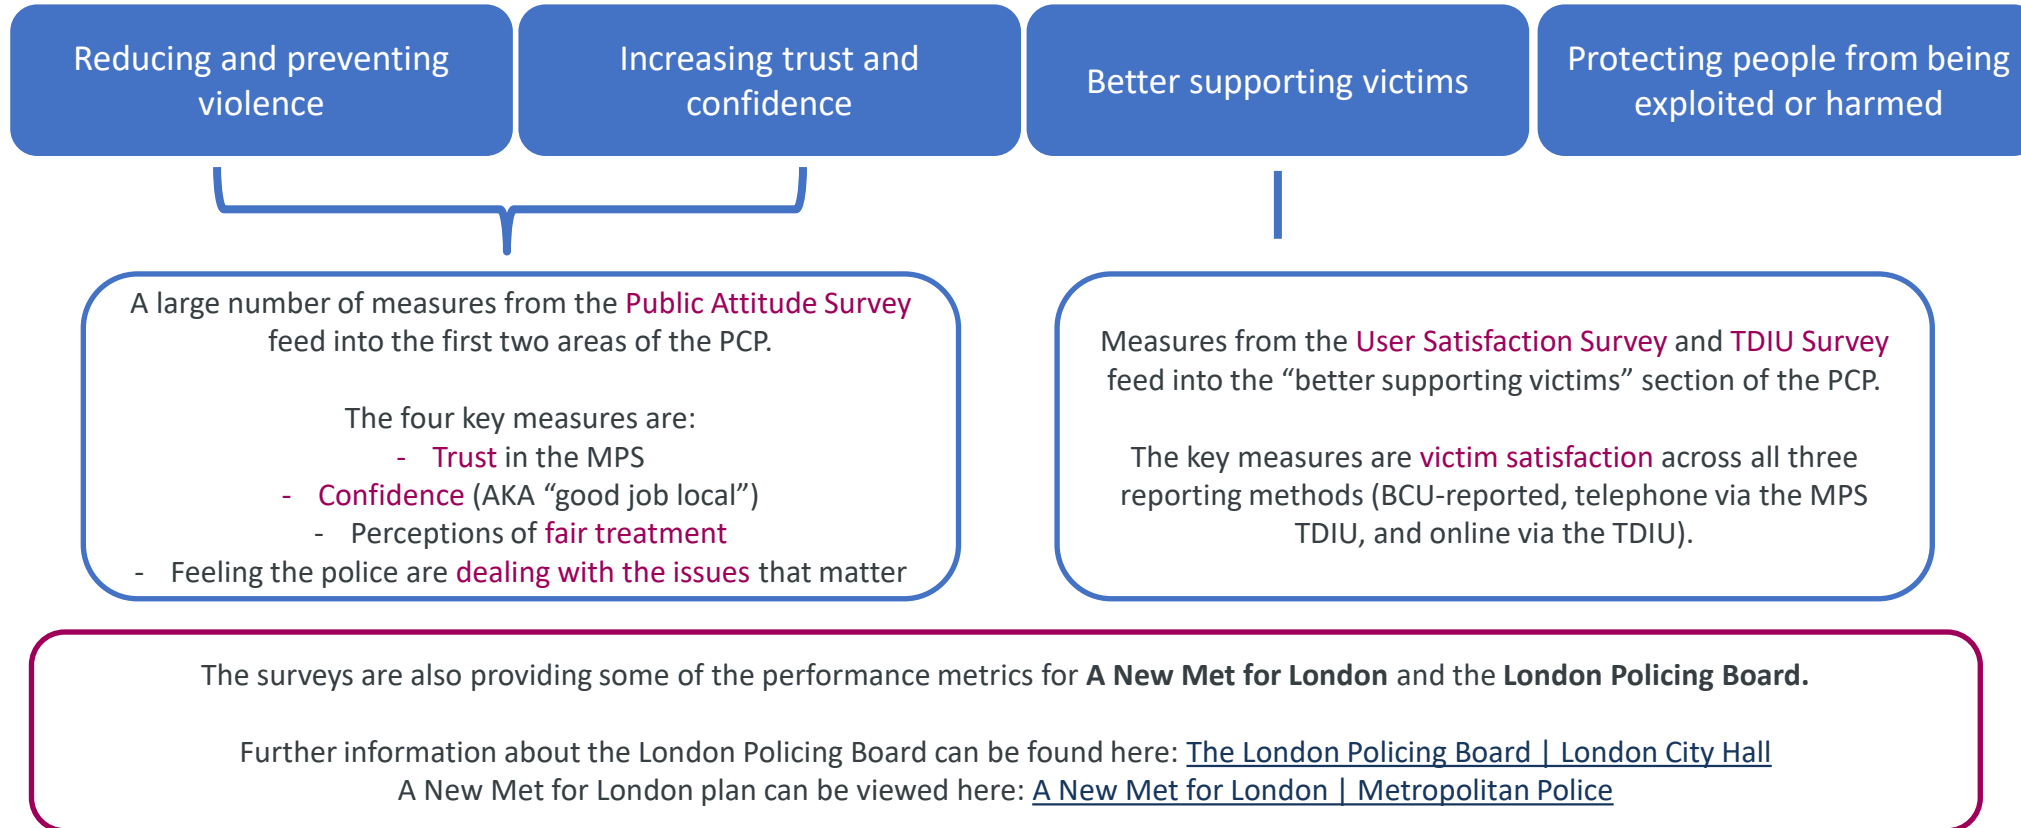 Reducing and preventing
violence
Increasing trust and
confidence
Better supporting victims
Protecting people from being
exploited or harmed
A large number of measures from the Public Attitude Survey
feed into the first two areas of the PCP.
The four key measures are:
- Trust in the MPS
- Confidence (AKA “good job local”)
- Perceptions of fair treatment
- Feeling the police are dealing with the issues that matter
Measures from the User Satisfaction Survey and TDIU Survey
feed into the “better supporting victims” section of the PCP.
The key measures are victim satisfaction across all three
reporting methods (BCU-reported, telephone via the MPS
TDIU, and online via the TDIU).
The surveys are also providing some of the performance metrics for A New Met for London and the London Policing Board.
Further information about the London Policing Board can be found here: The London Policing Board | London City Hall
A New Met for London plan can be viewed here: A New Met for London | Metropolitan Police